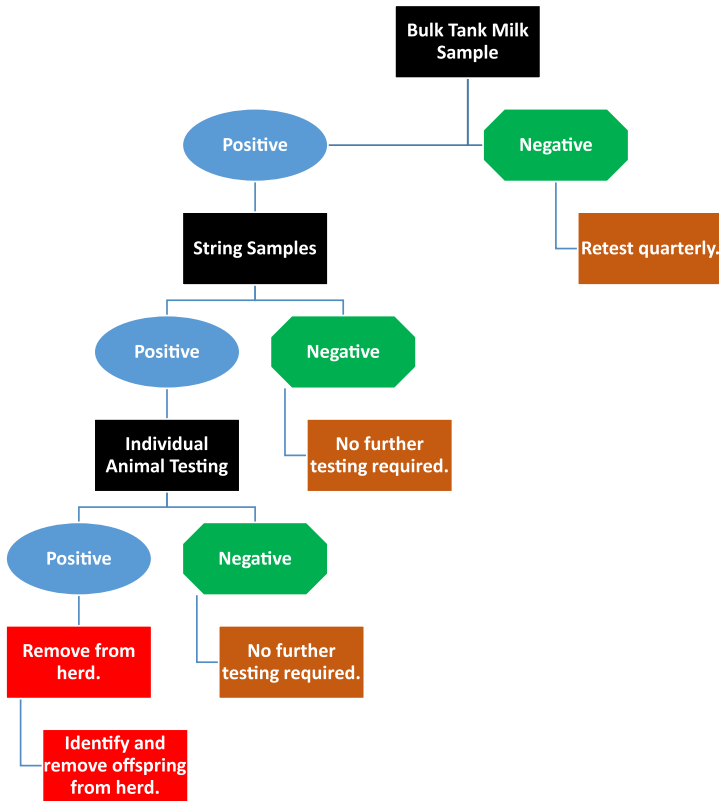 Bulk Tank Milk
Sample
Positive
Negative
String Samples
Retest quarterly.
Positive
Negative
Individual
Animal Testing
No further
testing required.
Positive
Negative
Remove from
herd.
No further
testing required.
Identify and
remove offspring
from herd.